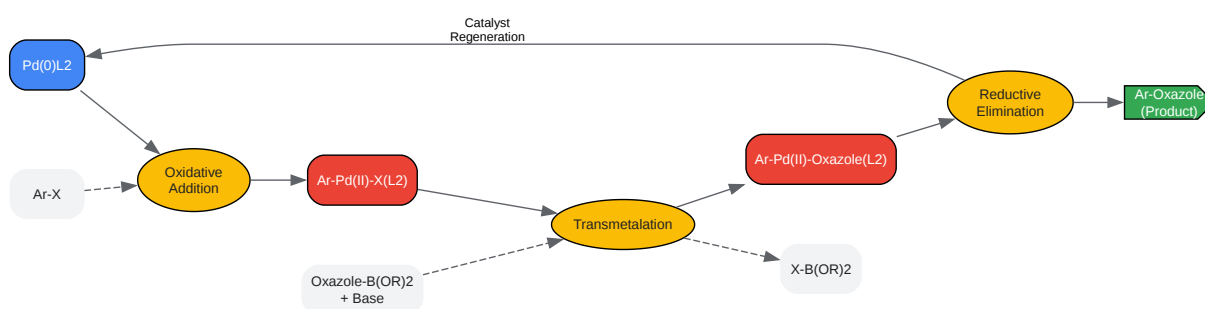 Catalyst
Regeneration
Pd(0)L2
Reductive
Elimination
Ar-Oxazole
(Product)
Ar-Pd(II)-Oxazole(L2)
Oxidative
Addition
Ar-Pd(II)-X(L2)
Ar-X
Transmetalation
Oxazole-B(OR)2
+ Base
X-B(OR)2